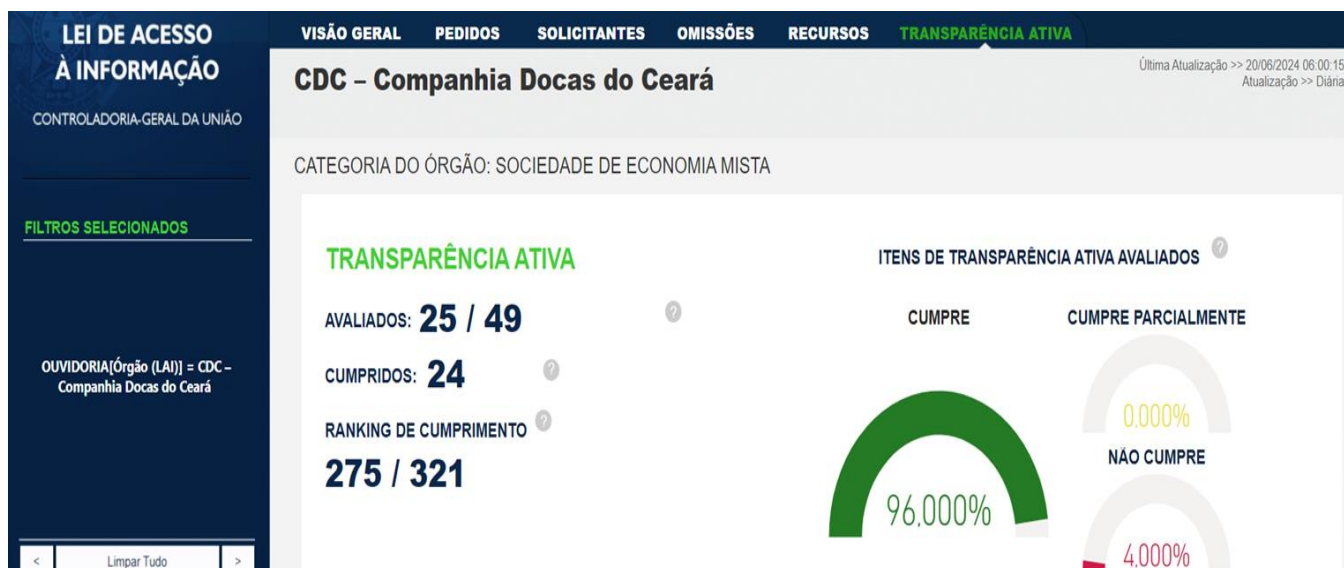 LEI DE ACESSO
À INFORMAÇÃO
CONTROLADORIA-GERAL DA UNIÃO
FILTROS SELECIONADOS
OUVIDORIA[Órgão (LAI)] = CDC –
Companhia Docas do Ceará
< Limpar Tudo >
VISÃO GERAL PEDIDOS SOLICITANTES OMISSÕES RECURSOS TRANSPARÊNCIA ATIVA
CDC – Companhia Docas do Ceará
Última Atualização >> 20/06/2024 06:00:15
Atualização >> Diária
CATEGORIA DO ÓRGÃO: SOCIEDADE DE ECONOMIA MISTA
TRANSPARÊNCIA ATIVA
AVALIADOS: 25 / 49 ?
CUMPRIDOS: 24 ?
RANKING DE CUMPRIMENTO ?
275 / 321
ITENS DE TRANSPARÊNCIA ATIVA AVALIADOS ?
CUMPRE
96,000%
CUMPRE PARCIALMENTE
0,000%
NÃO CUMPRE
4,000%